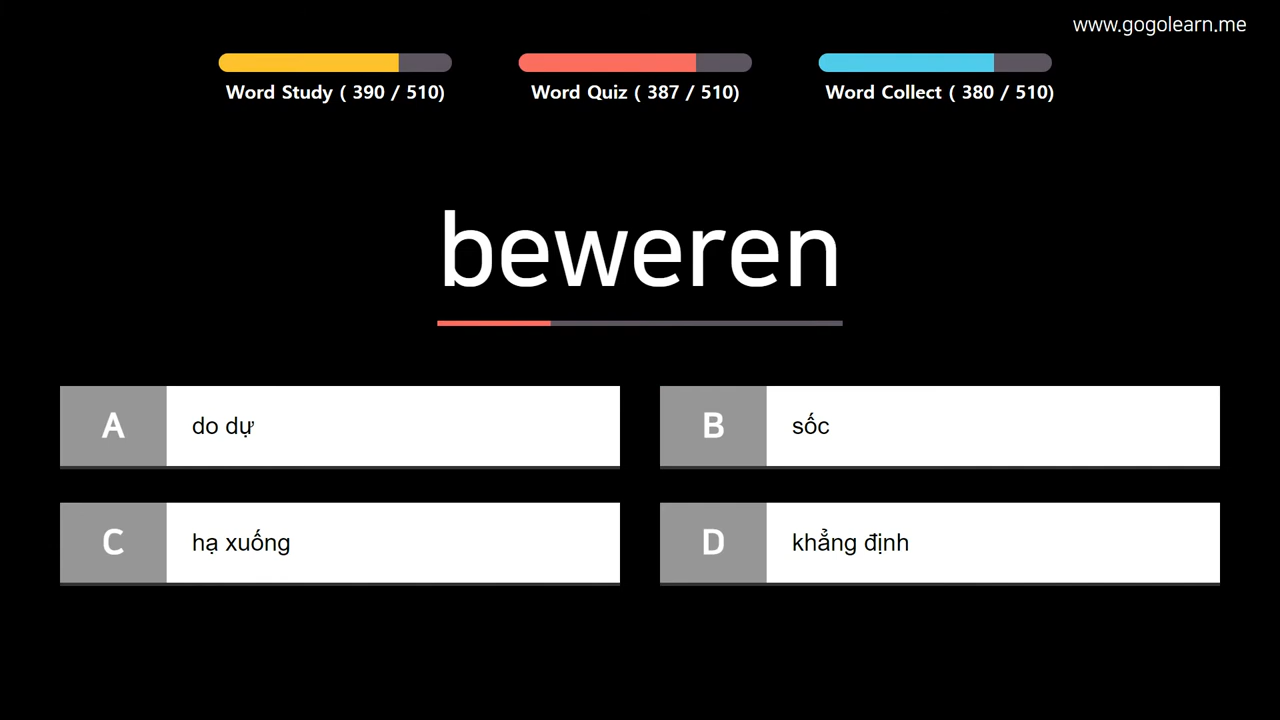 www.gogolearn.me
Word Study ( 390 / 510)
Word Quiz ( 387 / 510)
Word Collect ( 380 / 510)
beweren
A do dự
B sốc
C hạ xuống
D khẳng định